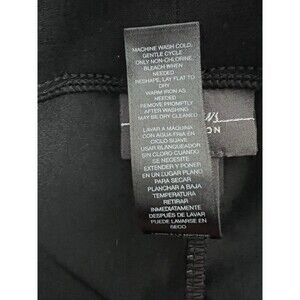 MACHINE WASH COLD,
GENTLE CYCLE
ONLY NON-CHLORINE,
BLEACH WHEN
NEEDED
RESHAPE, LAY FLAT TO
DRY
WARM IRON AS
NEEDED
REMOVE PROMPTLY
AFTER WASHING
MAY BE DRY CLEANED
LAVAR A MAQUINA
CON AGUA FRIA EN
CICLO SUAVE
USAR BLANQUEADOR
SIN CLORO CUANDO
SE NECESITE
EXTENDER Y PONER
EN UN LUGAR PLANO
PARA SECAR
PLANCHAR A BAJA
TEMPERATURA
RETIRAR
INMEDIATAMENTE
DESPUÉS DE LAVAR
PUEDE LAVARSE EN
SECO
ON